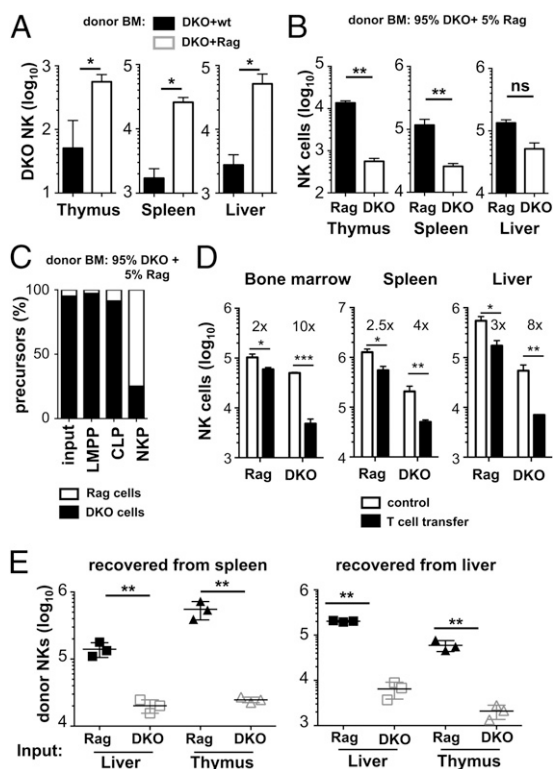 A
donor BM:
DKO+wt
DKO+Rag
DKO NK (log10)
3
2
1
0
*
Thymus
5
4
3
*
Spleen
5
4
3
*
Liver
B
donor BM: 95% DKO+ 5% Rag
NK cells (log10)
5
4
3
2
**
Rag DKO
Thymus
6
5
4
**
Rag DKO
Spleen
6
5
4
ns
Rag DKO
Liver
C
donor BM: 95% DKO +
5% Rag
precursors (%)
100
50
0
input
LMPP
CLP
NKP
Rag cells
DKO cells
D
Bone marrow
Spleen
Liver
NK cells (log10)
6
5
4
3
2x
10x
*
***
Rag
DKO
7
6
5
4
2.5x
4x
*
**
Rag
DKO
6
5
4
3
*
3x
8x
**
Rag
DKO
control
T cell transfer
E
recovered from spleen
donor NKs (log10)
6
5
4
**
**
recovered from liver
6
5
4
3
**
**
Input:
Rag DKO Rag DKO
Liver Thymus
Rag DKO Rag DKO
Liver Thymus